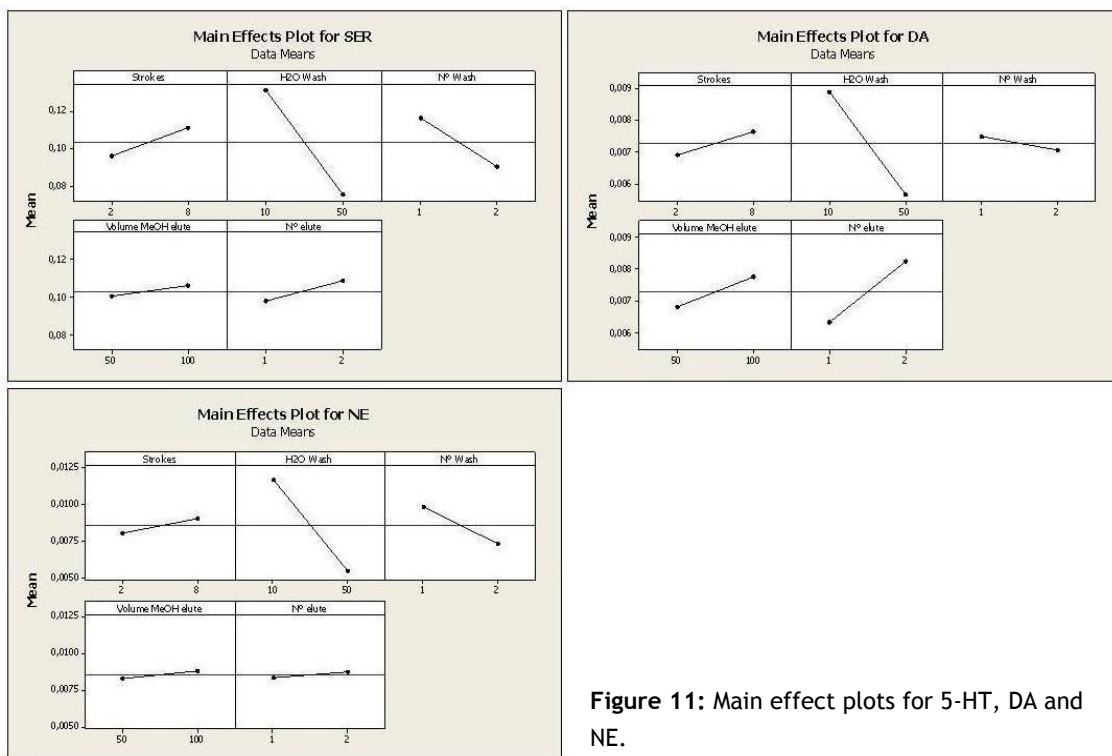 Main Effects Plot for SER
Data Means
Strokes H2O Wash Nº Wash
0,12
0,10
0,08
2 8 10 50 1 2
Volume MeOH elute Nº elute
0,12
0,10
0,08
50 100 1 2
Mean
Main Effects Plot for DA
Data Means
Strokes H2O Wash Nº Wash
0,009
0,008
0,007
0,006
2 8 10 50 1 2
Volume MeOH elute Nº elute
0,009
0,008
0,007
0,006
50 100 1 2
Mean
Main Effects Plot for NE
Data Means
Strokes H2O Wash Nº Wash
0,0125
0,0100
0,0075
0,0050
2 8 10 50 1 2
Volume MeOH elute Nº elute
0,0125
0,0100
0,0075
0,0050
50 100 1 2
Mean
Figure 11: Main effect plots for 5-HT, DA and
NE.